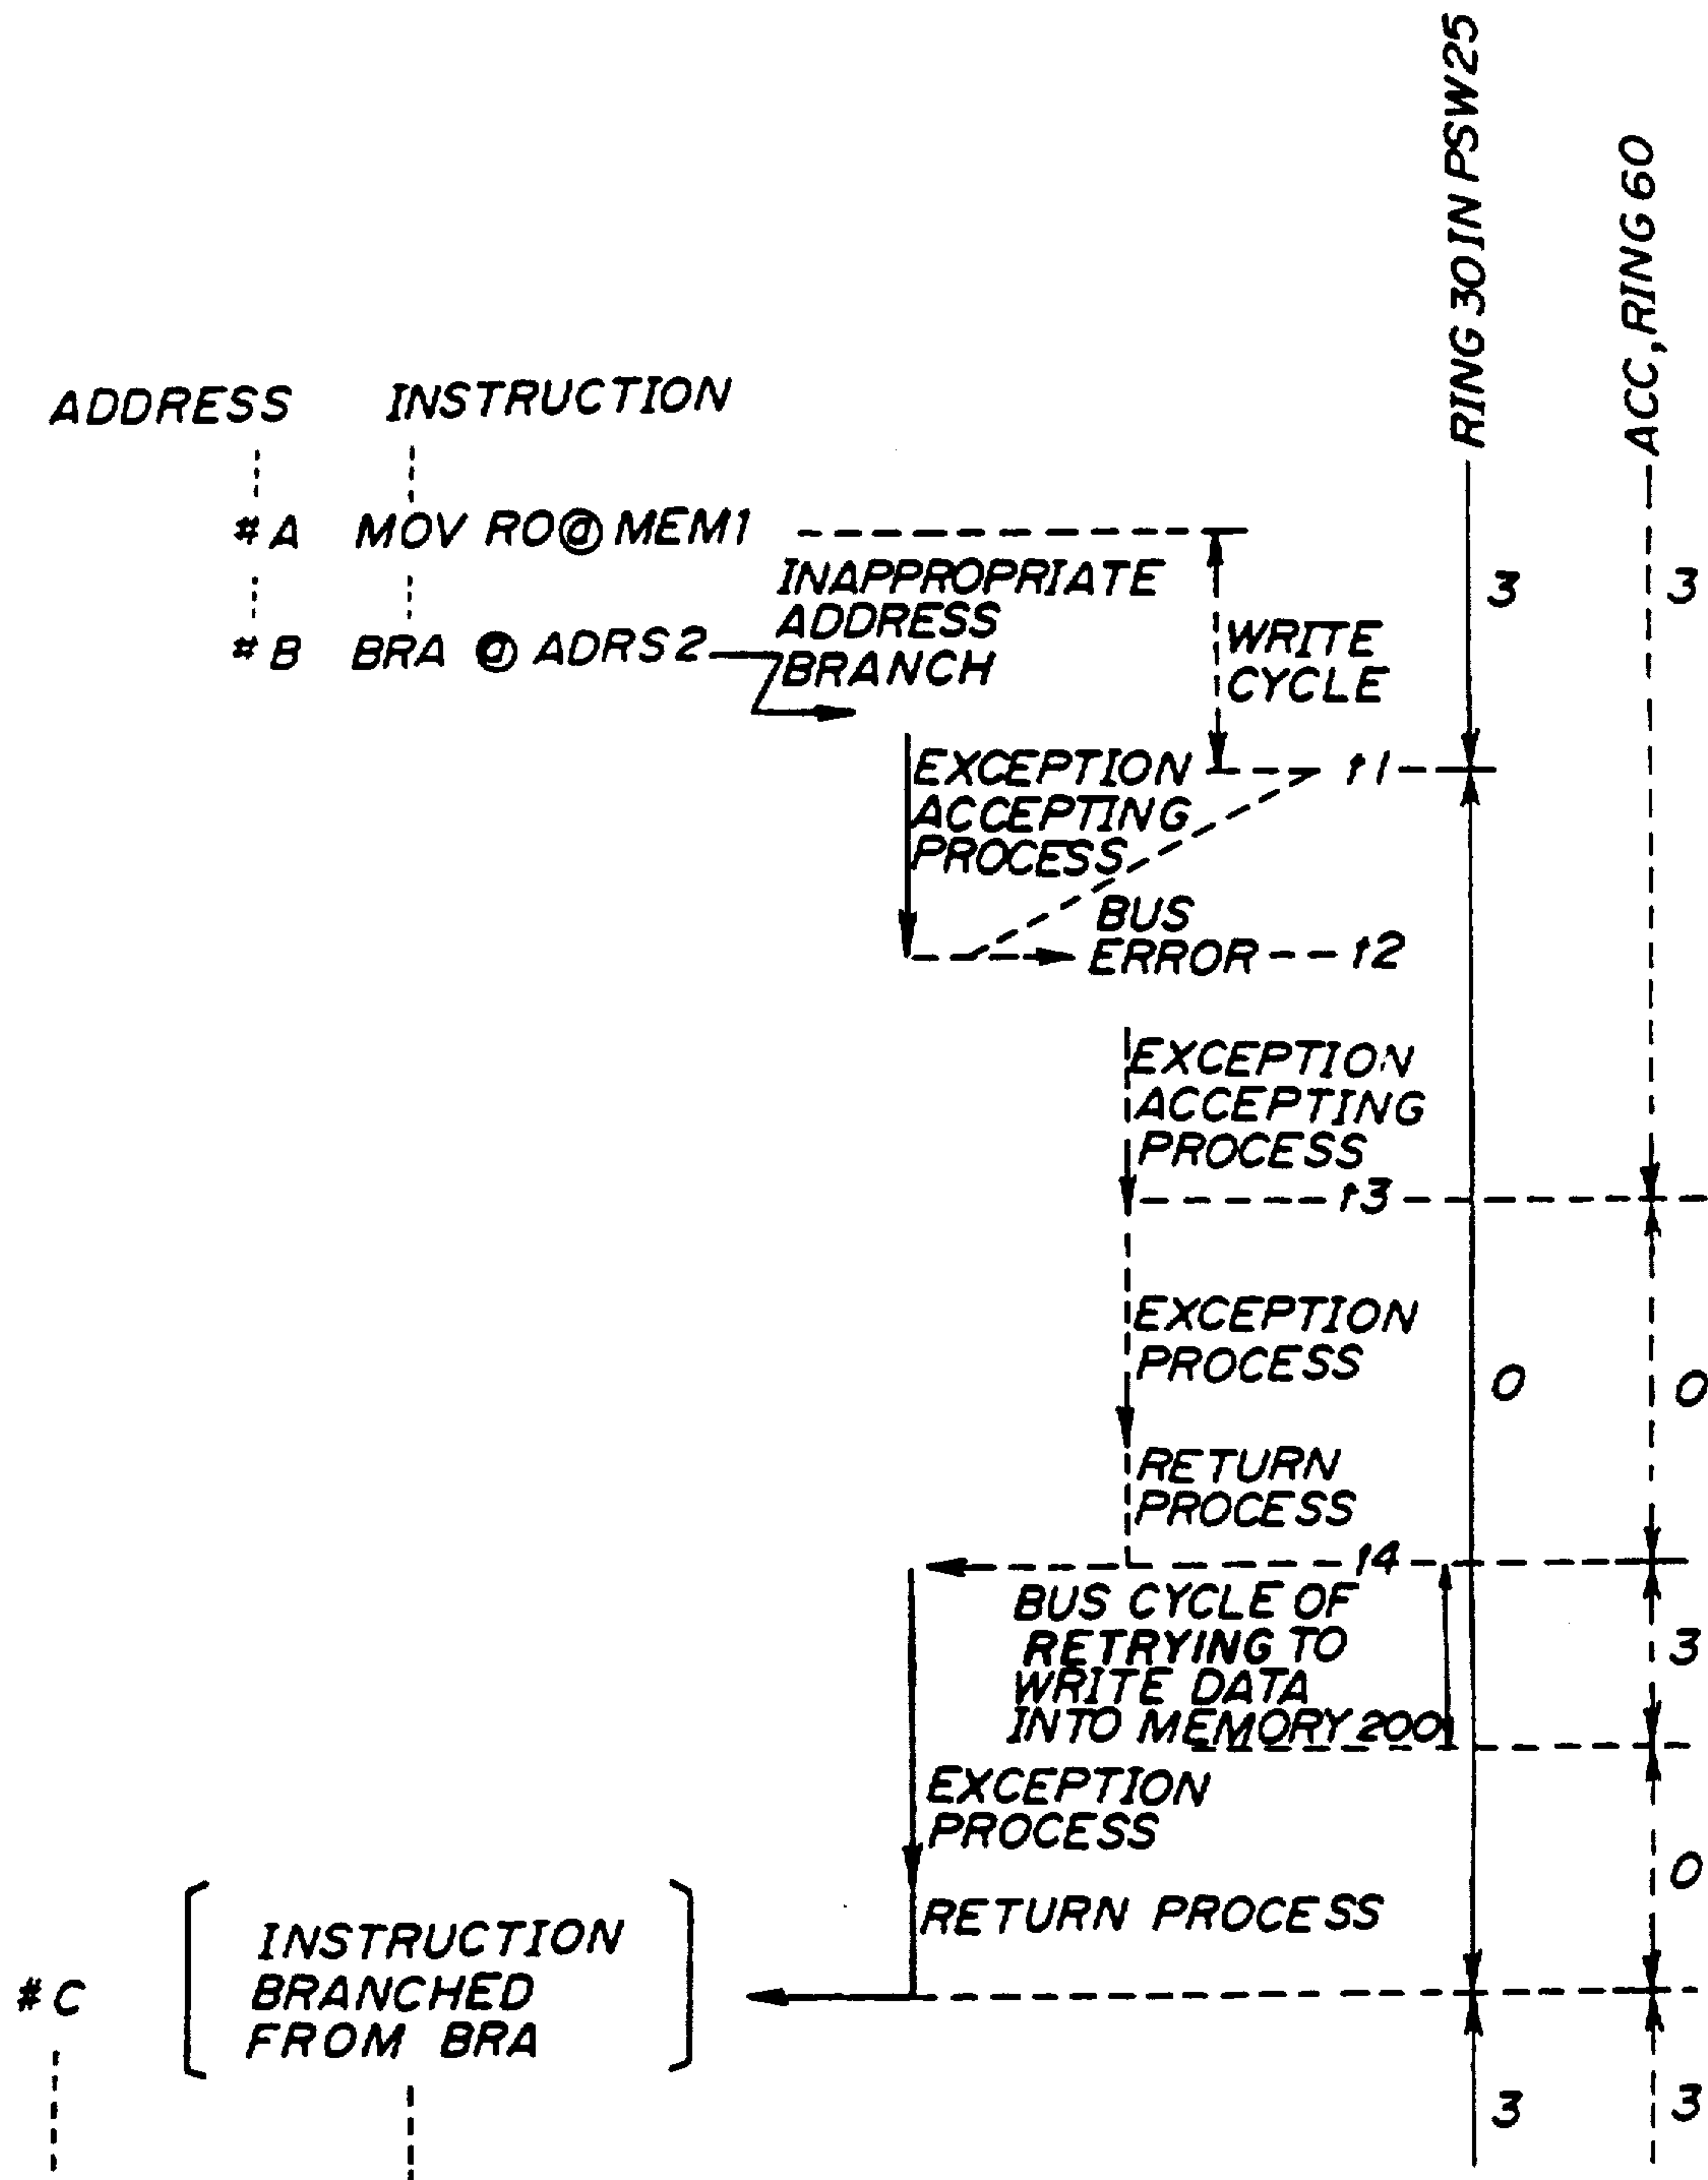 RING 30 IN PSW25
ACC, RING 60
ADDRESS INSTRUCTION
#A MOV R0@MEM1
INAPPROPRIATE
ADDRESS
BRANCH
3 3
#B BRA @ ADRS2
WRITE
CYCLE
EXCEPTION
ACCEPTING
PROCESS
t1
BUS
ERROR
t2
EXCEPTION
ACCEPTING
PROCESS
t3
EXCEPTION
PROCESS
0 0
RETURN
PROCESS
t4
BUS CYCLE OF
RETRYING TO
WRITE DATA
INTO MEMORY 200
3
EXCEPTION
PROCESS
0
RETURN PROCESS
#C
INSTRUCTION
BRANCHED
FROM BRA
3 3